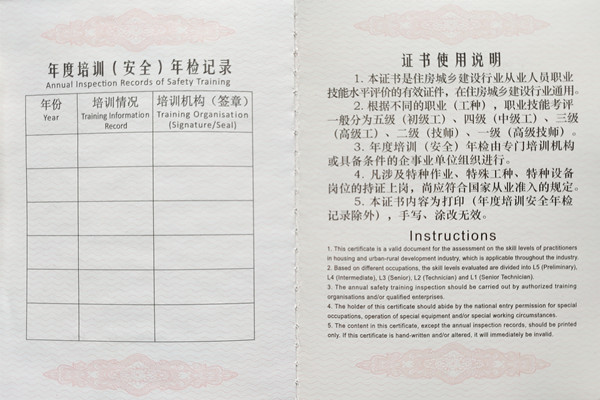 年度培训（安全）年检记录
Annual Inspection Records of Safety Training
年份 培训情况 培训机构（签章）
Year Training Information Training Organisation
Record (Signature/Seal)
证书使用说明
1. 本证书是住房城乡建设行业从业人员职业
技能水平评价的有效证件，在住房城乡建设行业通用。
2. 根据不同的职业（工种），职业技能考评
一般分为五级（初级工）、四级（中级工）、三级
（高级工）、二级（技师）、一级（高级技师）。
3. 年度培训（安全）年检由专门培训机构
或具备条件的企事业单位组织进行。
4. 凡涉及特种作业、特殊工种、特种设备
岗位的持证上岗，尚应符合国家从业准入的规定。
5. 本证书内容为打印（年度培训安全年检
记录除外），手写、涂改无效。
Instructions
1. This certificate is a valid document for the assessment on the skill levels of practitioners
in housing and urban-rural development industry, which is applicable throughout the industry
2. Based on different occupations, the skill levels evaluated are divided into L5 (Preliminary),
L4 (Intermediate), L3 (Senior), L2 (Technician) and L1 (Senior Technician).
3. The annual safety training inspection should be carried out by authorized training
organisations and/or qualified enterprises.
4. The holder of this certificate should abide by the national entry permission for special
occupations, operation of special equipment and/or special working circumstances.
5. The content in this certificate, except the annual inspection records, should be printed
only. If this certificate is hand-written and/or altered, it will immediately be invalid.